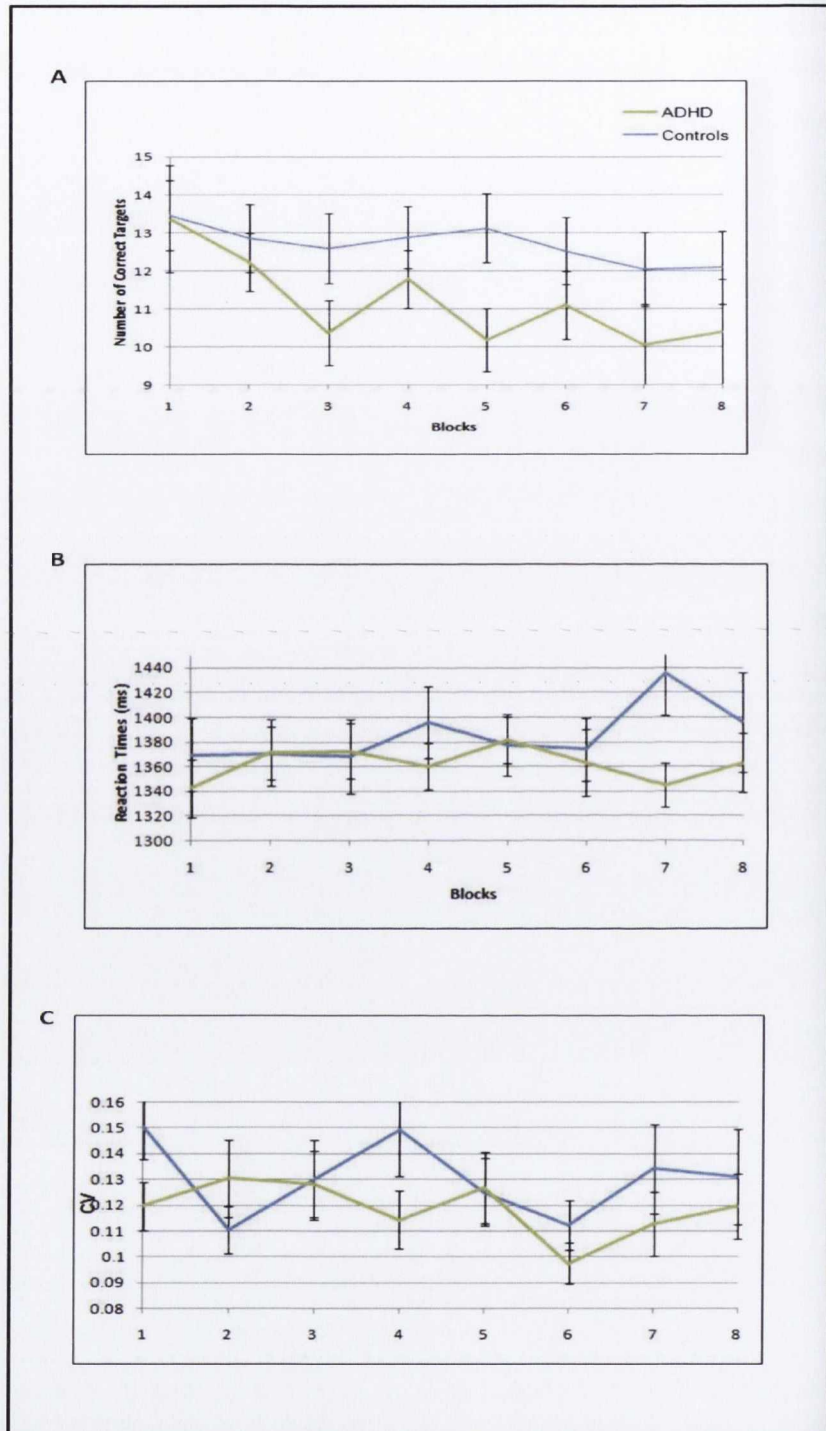 A
ADHD
Controls
Number of Correct Targets
15
14
13
12
11
10
9
1 2 3 4 5 6 7 8
Blocks
B
Reaction Times (ms)
1440
1420
1400
1380
1360
1340
1320
1300
1 2 3 4 5 6 7 8
Blocks
C
CV
0.16
0.15
0.14
0.13
0.12
0.11
0.1
0.09
0.08
1 2 3 4 5 6 7 8